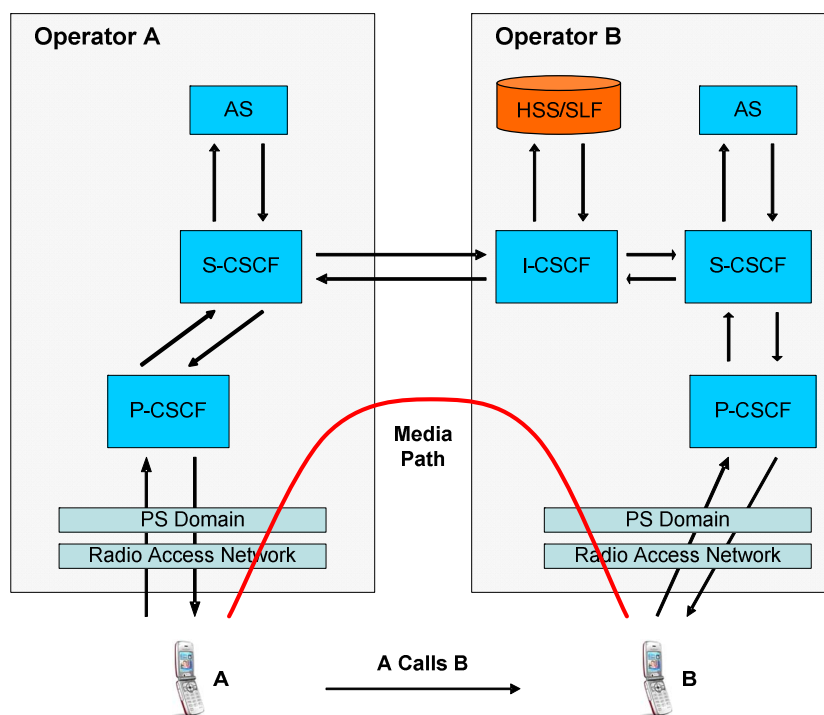 Operator A
Operator B
AS
HSS/SLF
AS
S-CSCF
I-CSCF
S-CSCF
P-CSCF
P-CSCF
Media
Path
PS Domain
PS Domain
Radio Access Network
Radio Access Network
A Calls B
A
B